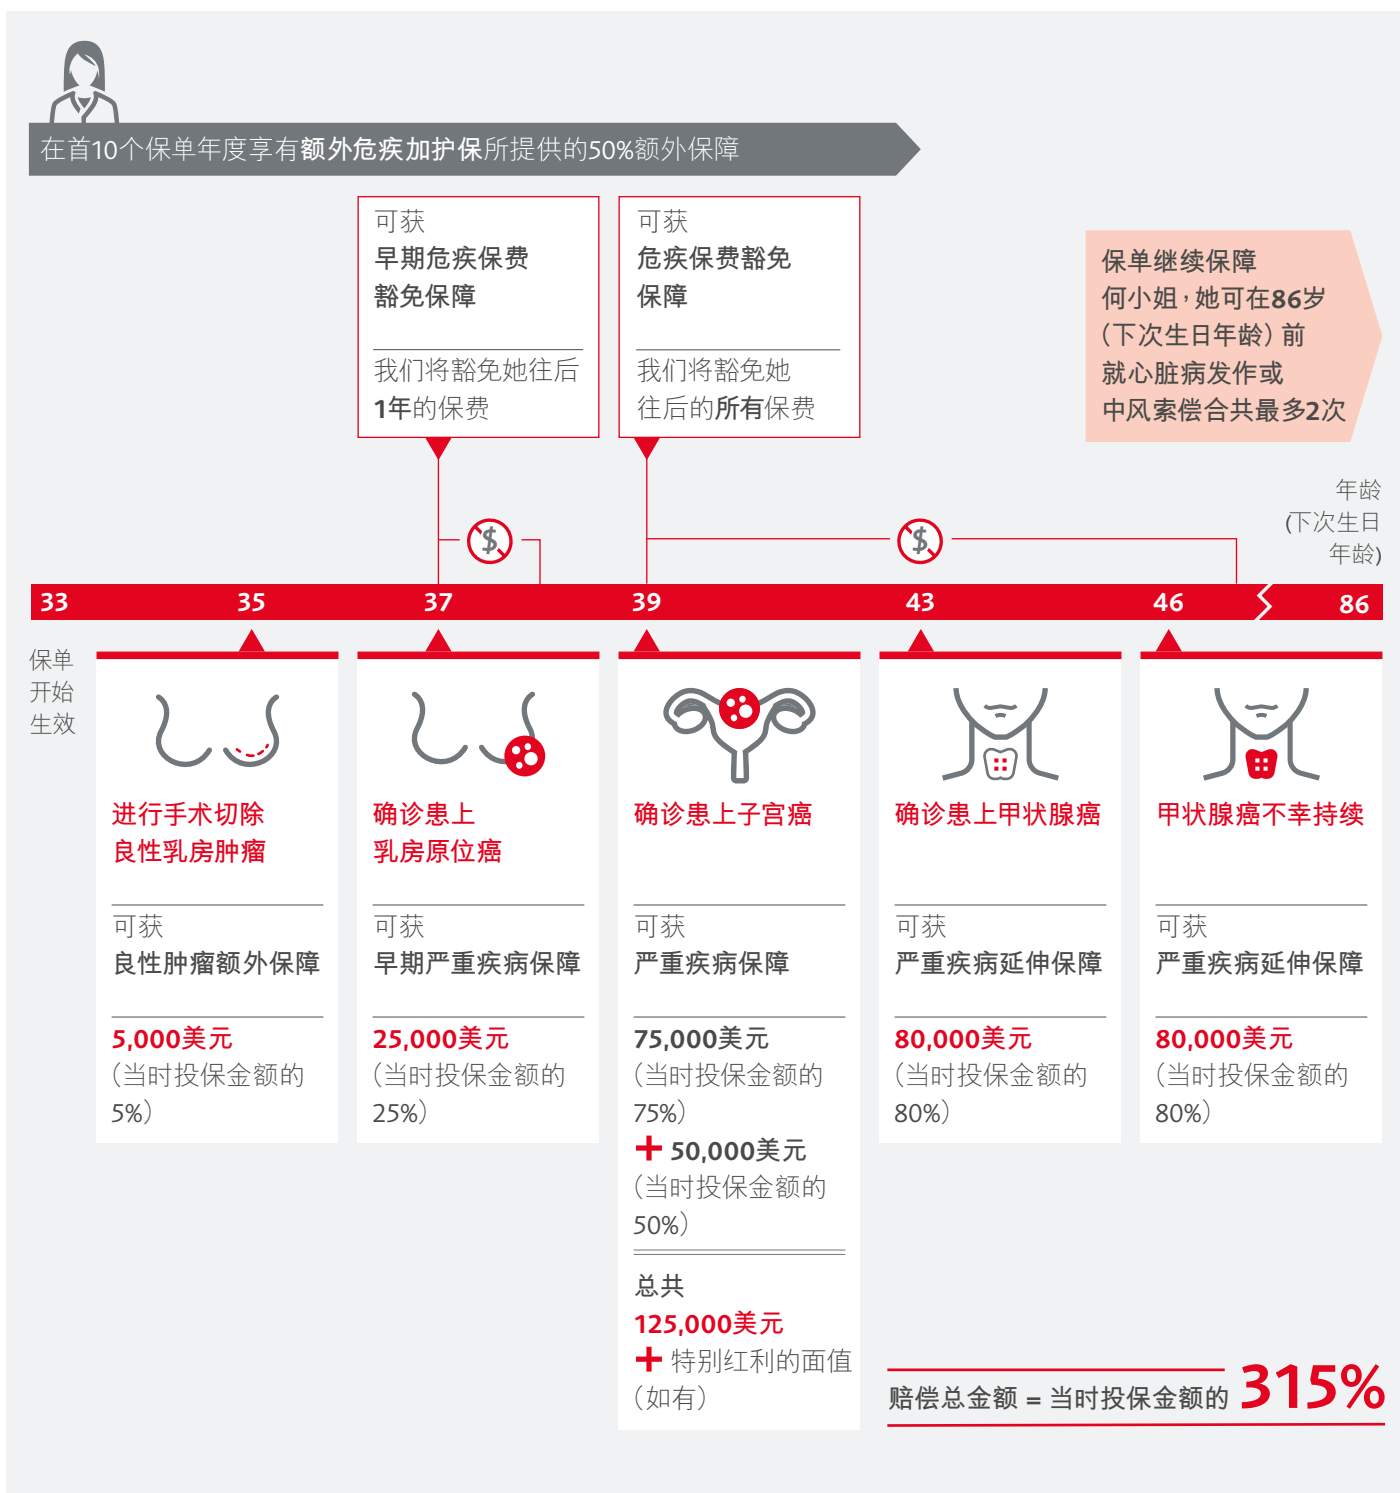 在首10个保单年度享有额外危疾加护保所提供的50%额外保障
可获
早期危疾保费
豁免保障
我们将豁免她往后
1年的保费
可获
危疾保费豁免
保障
我们将豁免她
往后的所有保费
保单继续保障
何小姐，她可在86岁
（下次生日年龄）前
就心脏病发作或
中风索偿合共最多2次
年龄
(下次生日
年龄)
33
35
37
39
43
46
86
保单
开始
生效
进行手术切除
良性乳房肿瘤
可获
良性肿瘤额外保障
5,000美元
（当时投保金额的
5%）
确诊患上
乳房原位癌
可获
早期严重疾病保障
25,000美元
（当时投保金额的
25%）
确诊患上子宫癌
可获
严重疾病保障
75,000美元
（当时投保金额的
75%）
+ 50,000美元
（当时投保金额的
50%）
总共
125,000美元
+ 特别红利的面值
（如有）
确诊患上甲状腺癌
可获
严重疾病延伸保障
80,000美元
（当时投保金额的
80%）
甲状腺癌不幸持续
可获
严重疾病延伸保障
80,000美元
（当时投保金额的
80%）
赔偿总金额 = 当时投保金额的 315%